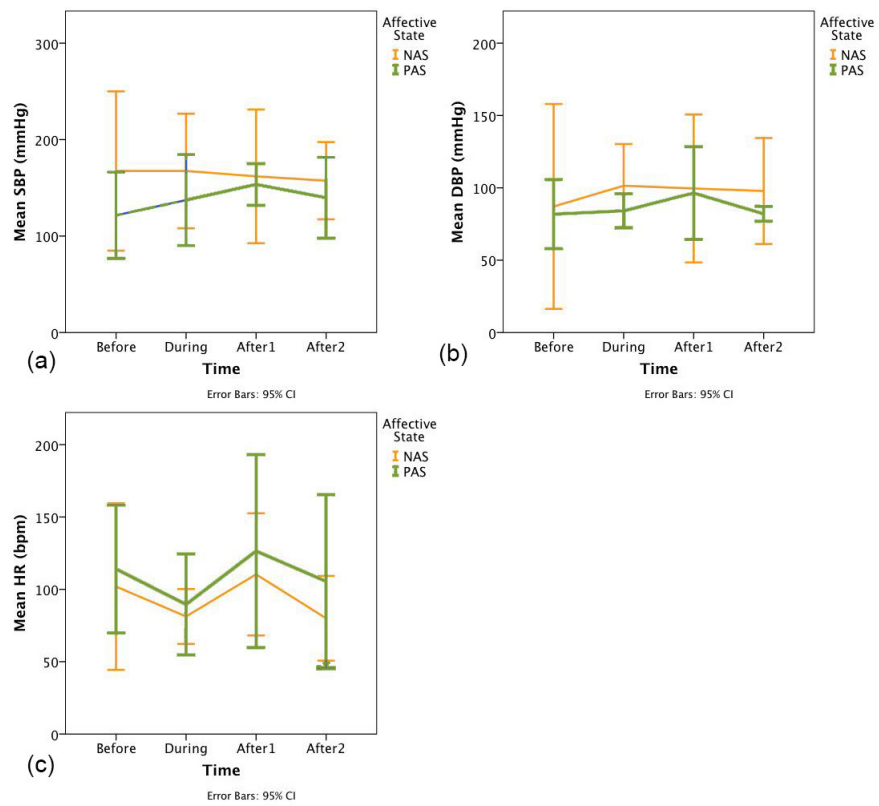 Affective
State
NAS
PAS
300
200
100
0
Mean SBP (mmHg)
Before During After1 After2
Time
(a)
Error Bars: 95% CI
Affective
State
NAS
PAS
200
150
100
50
0
Mean DBP (mmHg)
Before During After1 After2
Time
(b)
Error Bars: 95% CI
Affective
State
NAS
PAS
200
150
100
50
0
Mean HR (bpm)
Before During After1 After2
Time
(c)
Error Bars: 95% CI